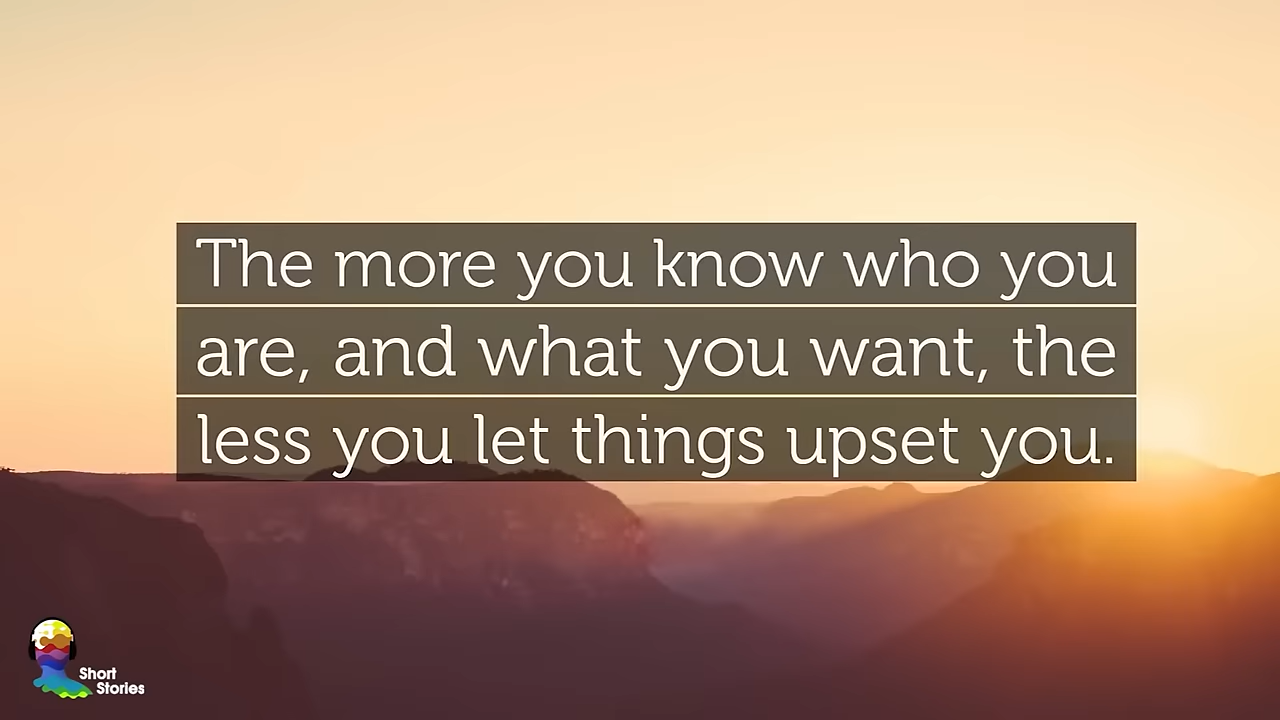 The more you know who you
are, and what you want, the
less you let things upset you.
Short
Stories